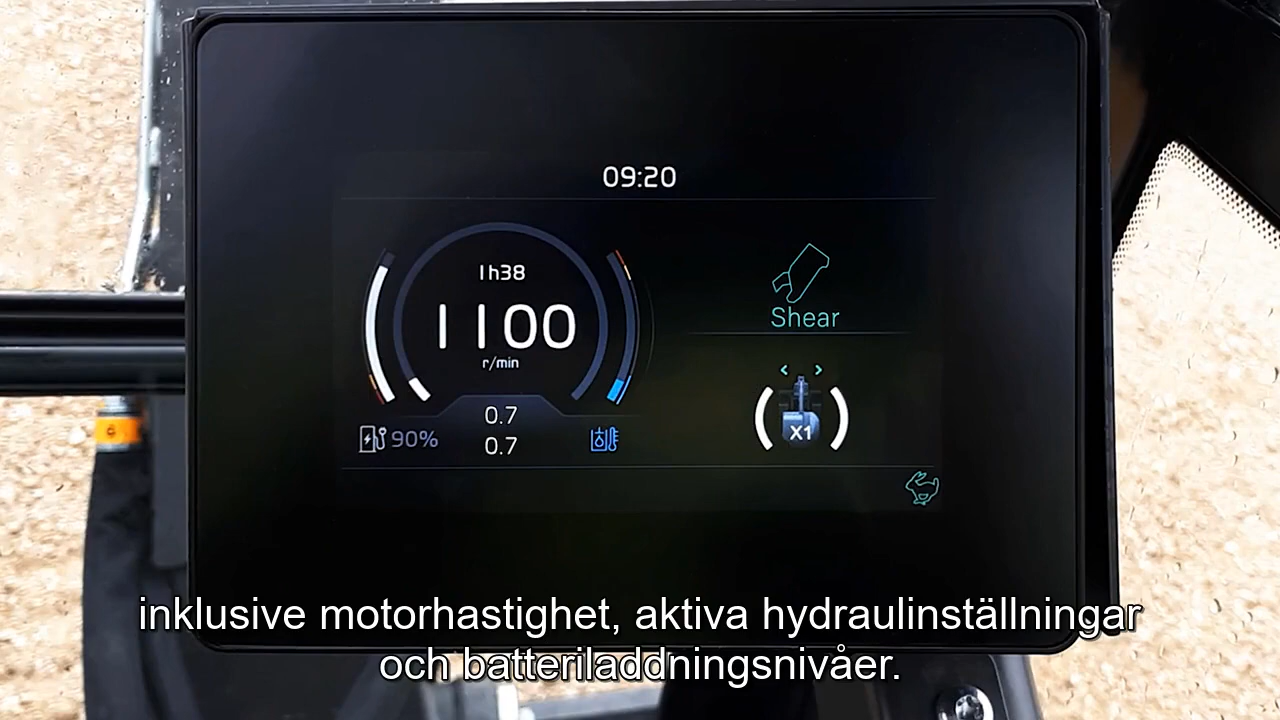 09:20
1h38
1100
r/min
Shear
0.7
90%
0.7
X1
inklusive motorhastighet, aktiva hydraulinställningar
och batteriladdningsnivåer.